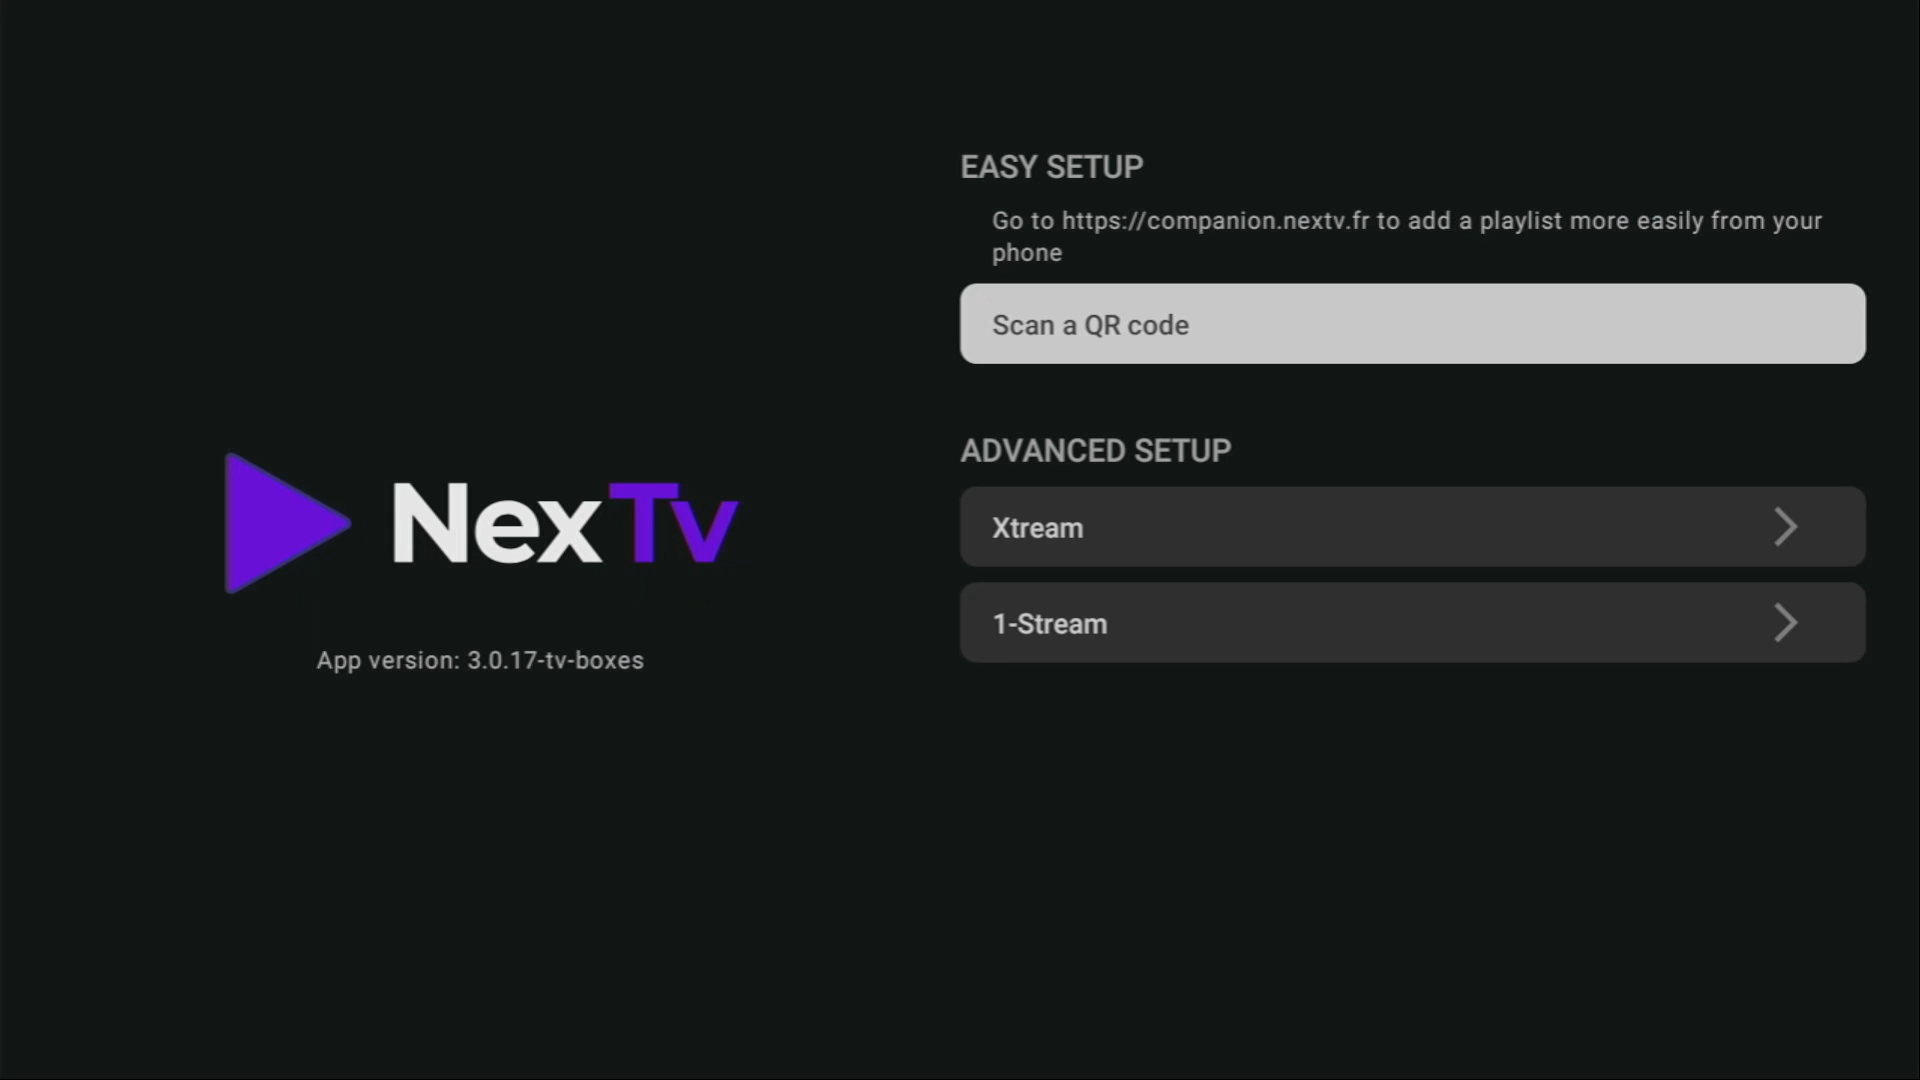 EASY SETUP
Go to https://companion.nextv.fr to add a playlist more easily from your
phone
Scan a QR code
ADVANCED SETUP
Xtream
1-Stream
NexTv
App version: 3.0.17-tv-boxes